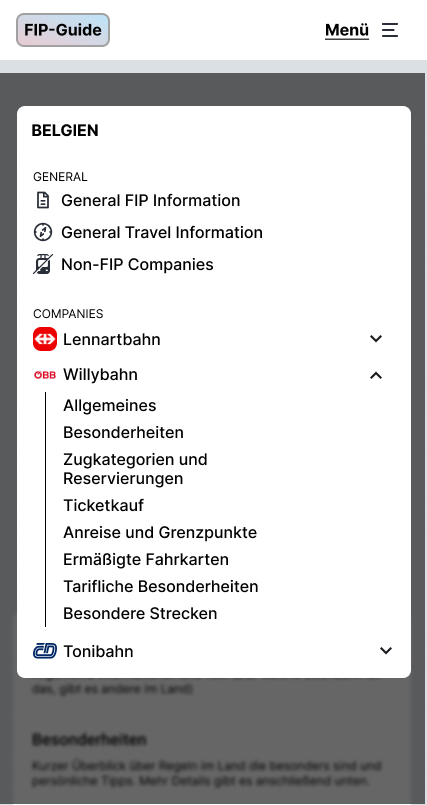 FIP-Guide
Menü
BELGIEN
GENERAL
General FIP Information
General Travel Information
Non-FIP Companies
COMPANIES
Lennartbahn
ÖBB Willybahn
Allgemeines
Besonderheiten
Zugkategorien und
Reservierungen
Ticketkauf
Anreise und Grenzpunkte
Ermäßigte Fahrkarten
Tarifliche Besonderheiten
Besondere Strecken
ČD Tonibahn
das, gibt es andere im Land)
Besonderheiten
Kurzer Überblick über Regeln im Land die besonders sind und
persönliche Tipps. Mehr Details gibt es anschließend unten.